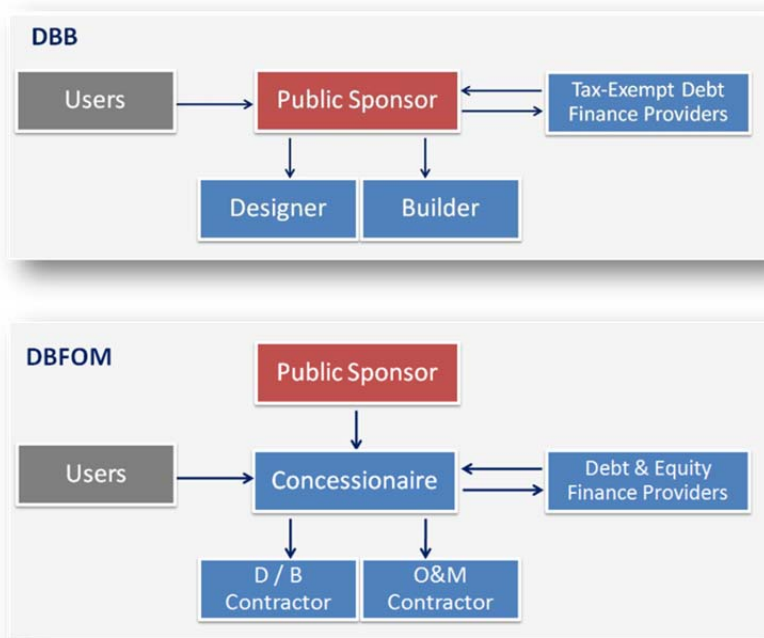 DBB
Users
Public Sponsor
Tax-Exempt Debt
Finance Providers
Designer
Builder
DBFOM
Public Sponsor
Users
Concessionaire
Debt & Equity
Finance Providers
D / B
Contractor
O&M
Contractor